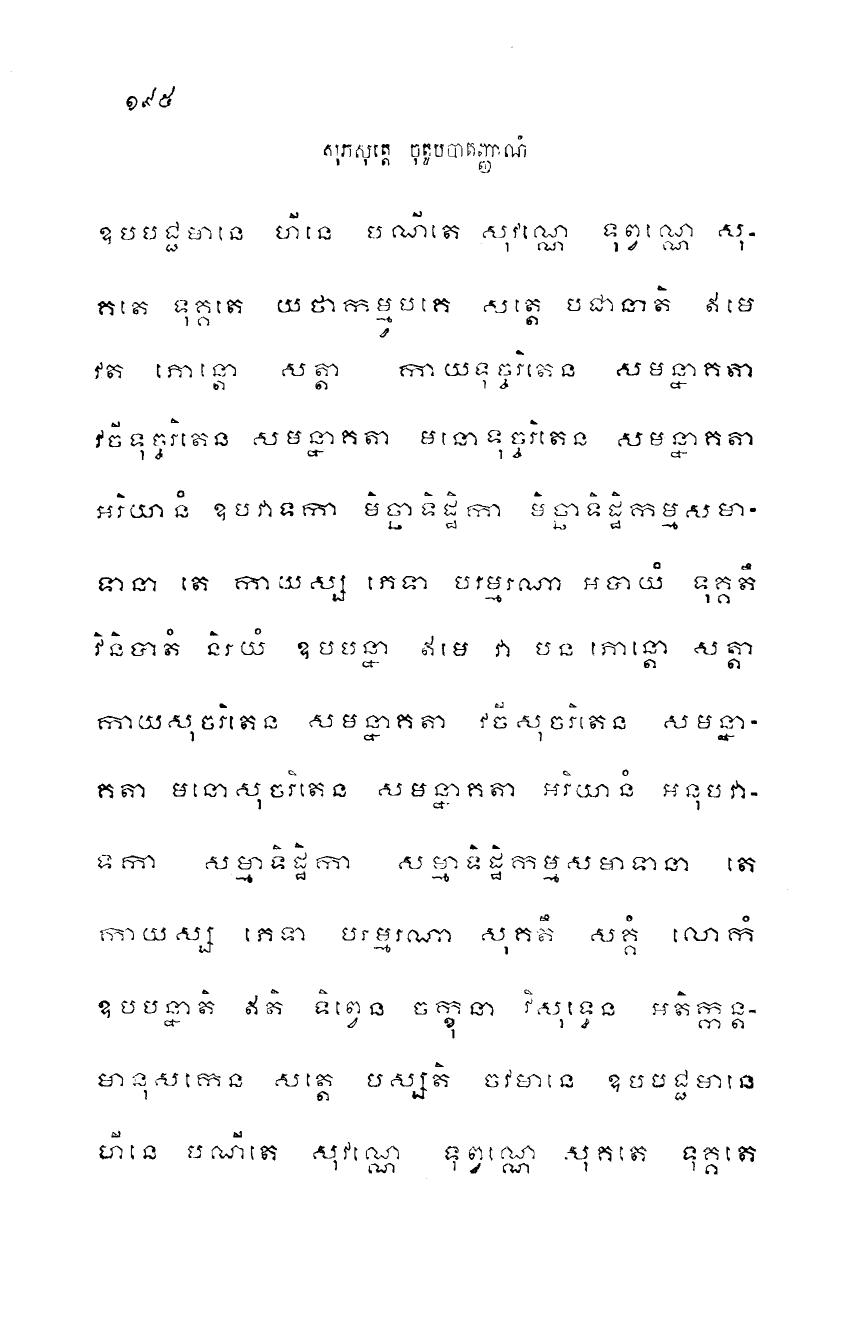 ១៩៥
សុភសុត្តេ ចុតូបបាតញ្ញាណំ
ឧបបជ្ជមានេ ហីនេ បណីតេ សុវណ្ណេ ទុព្វណ្ណេ សុ-
គតេ ទុគ្គតេ យថាកម្មូបគេ សត្តេ បជានាតិ ឥមេ
វត ភោន្តោ សត្តា កាយទុច្ចរិតេន សមន្នាគតា
វចីទុច្ចរិតេន សមន្នាគតា មនោទុច្ចរិតេន សមន្នាគតា
អរិយានំ ឧបវាទកា មិច្ឆាទិដ្ឋិកា មិច្ឆាទិដ្ឋិកម្មសមា-
ទានា តេ កាយស្ស ភេទា បរម្មរណា អបាយំ ទុគ្គតឹ
វិនិបាតំ និរយំ ឧបបន្នា ឥមេ វា បន ភោន្តោ សត្តា
កាយសុចរិតេន សមន្នាគតា វចីសុចរិតេន សមន្នា-
គតា មនោសុចរិតេន សមន្នាគតា អរិយានំ អនុបវា-
ទកា សម្មាទិដ្ឋិកា សម្មាទិដ្ឋិកម្មសមាទានា តេ
កាយស្ស ភេទា បរម្មរណា សុគតឹ សគ្គំ លោកំ
ឧបបន្នាតិ ឥតិ ទិព្វេន ចក្ខុនា វិសុទ្ធេន អតិក្កន្ត-
មានុសកេន សត្តេ បស្សតិ ចវមានេ ឧបបជ្ជមានេ
ហីនេ បណីតេ សុវណ្ណេ ទុព្វណ្ណេ សុគតេ ទុគ្គតេ